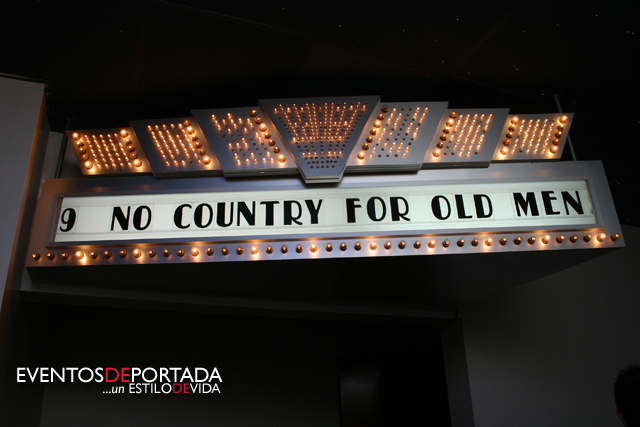 9 NO COUNTRY FOR OLD MEN
EVENTOSDEPORTADA
...un ESTILODEVIDA